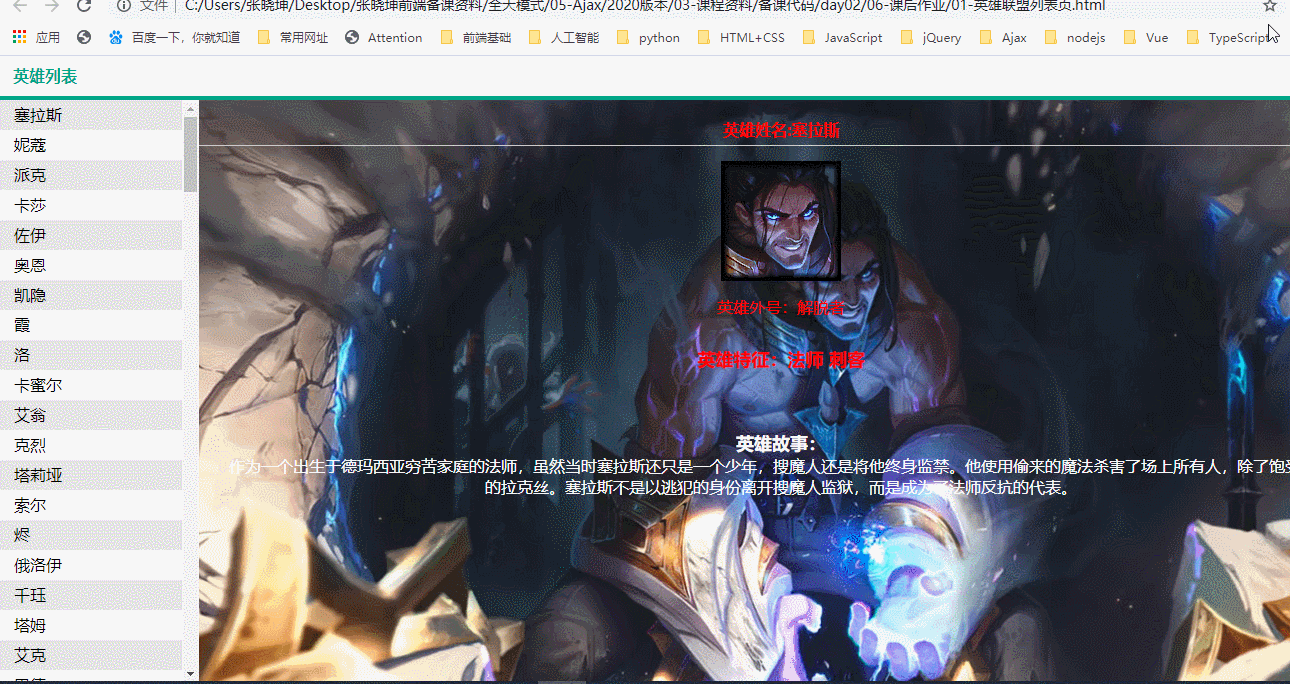 文件 | C:/Users/张晓坤/Desktop/张晓坤前端备课资料/全天模式/05-Ajax/2020版本/03-课程资料/备课代码/day02/06-课后作业/01-英雄联盟列表页.html
应用 百度一下，你就知道 常用网址 Attention 前端基础 人工智能 python HTML+CSS JavaScript jQuery Ajax nodejs Vue TypeScript
英雄列表
塞拉斯
妮蔻
派克
卡莎
佐伊
奥恩
凯隐
霞
洛
卡蜜尔
艾翁
克烈
塔莉垭
索尔
烬
俄洛伊
千珏
塔姆
艾克
英雄姓名:塞拉斯
英雄外号：解脱者
英雄特征：法师 刺客
英雄故事：
作为一个出生于德玛西亚穷苦家庭的法师，虽然当时塞拉斯还只是一个少年，搜魔人还是将他终身监禁。他使用偷来的魔法杀害了场上所有人，除了饱受
的拉克丝。塞拉斯不是以逃犯的身份离开搜魔人监狱，而是成为了法师反抗的代表。